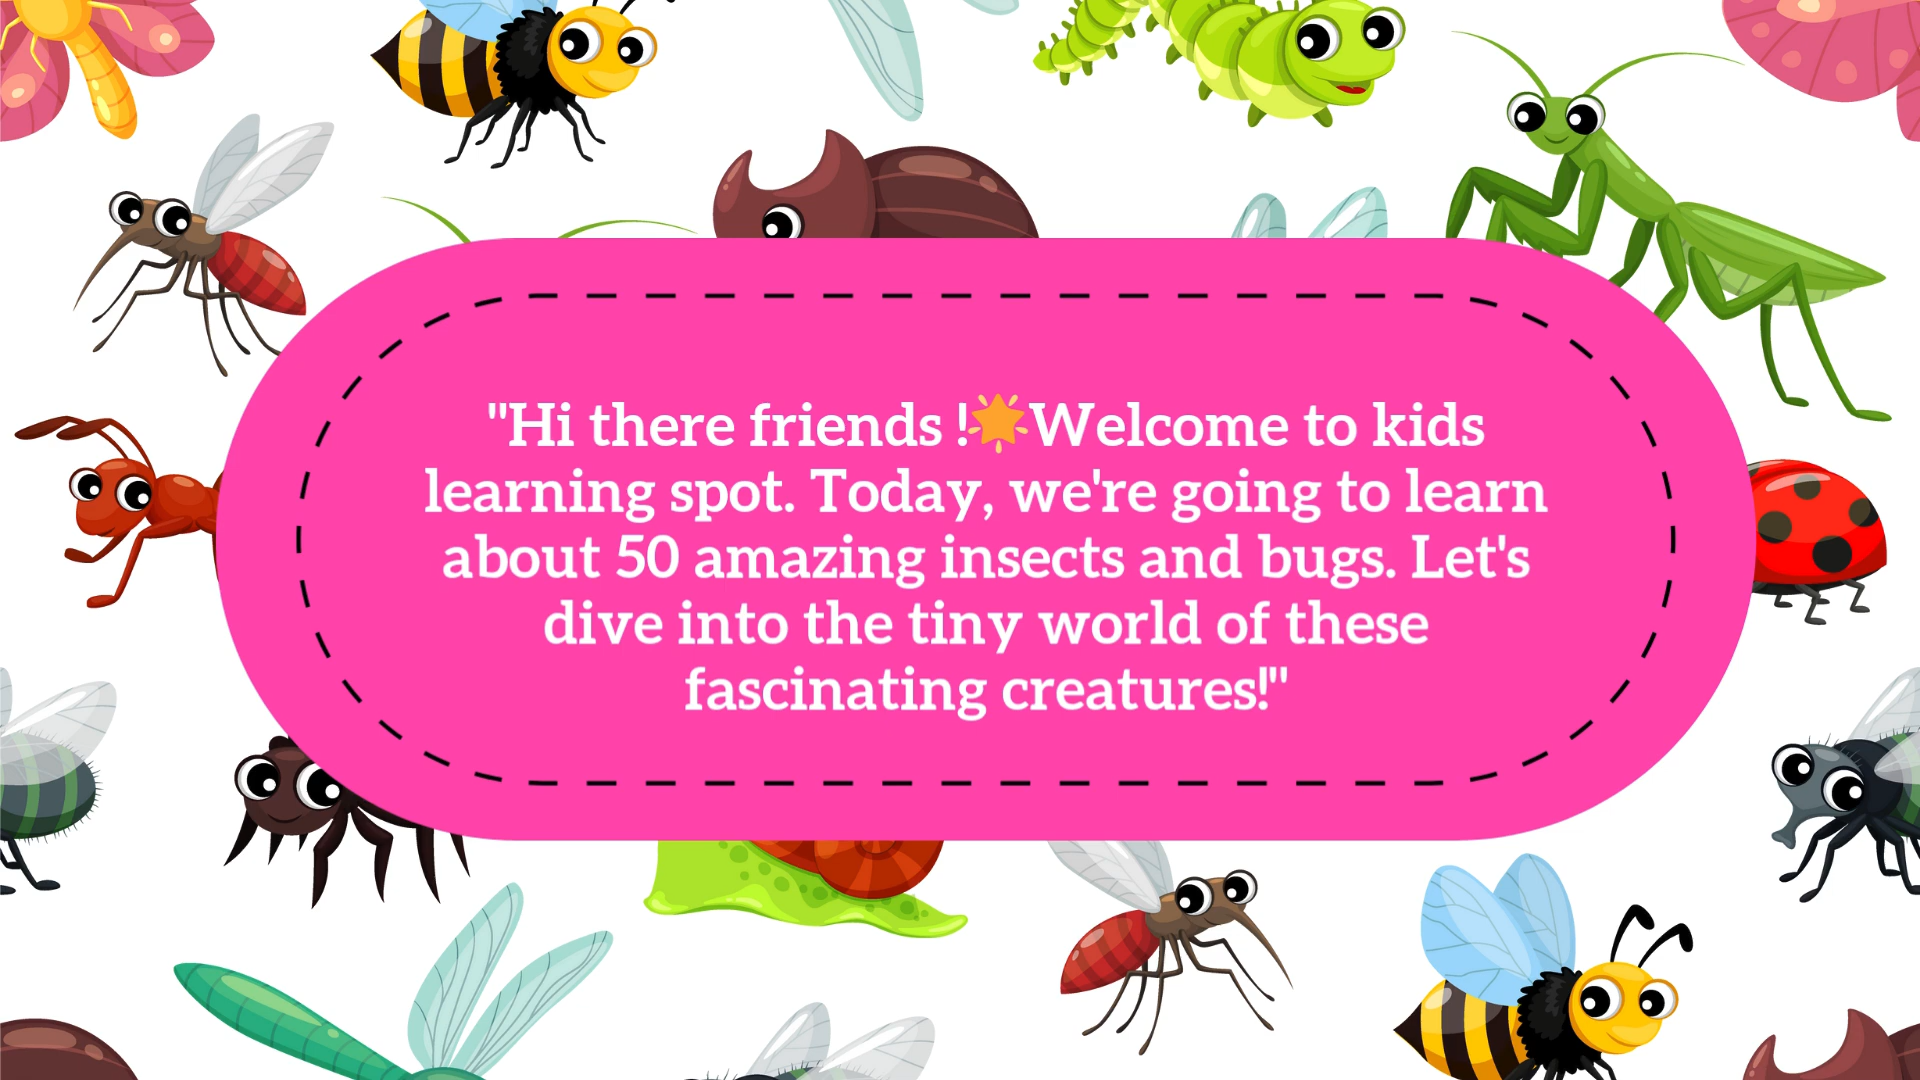 "Hi there friends !🌟Welcome to kids
learning spot. Today, we're going to learn
about 50 amazing insects and bugs. Let's
dive into the tiny world of these
fascinating creatures!"